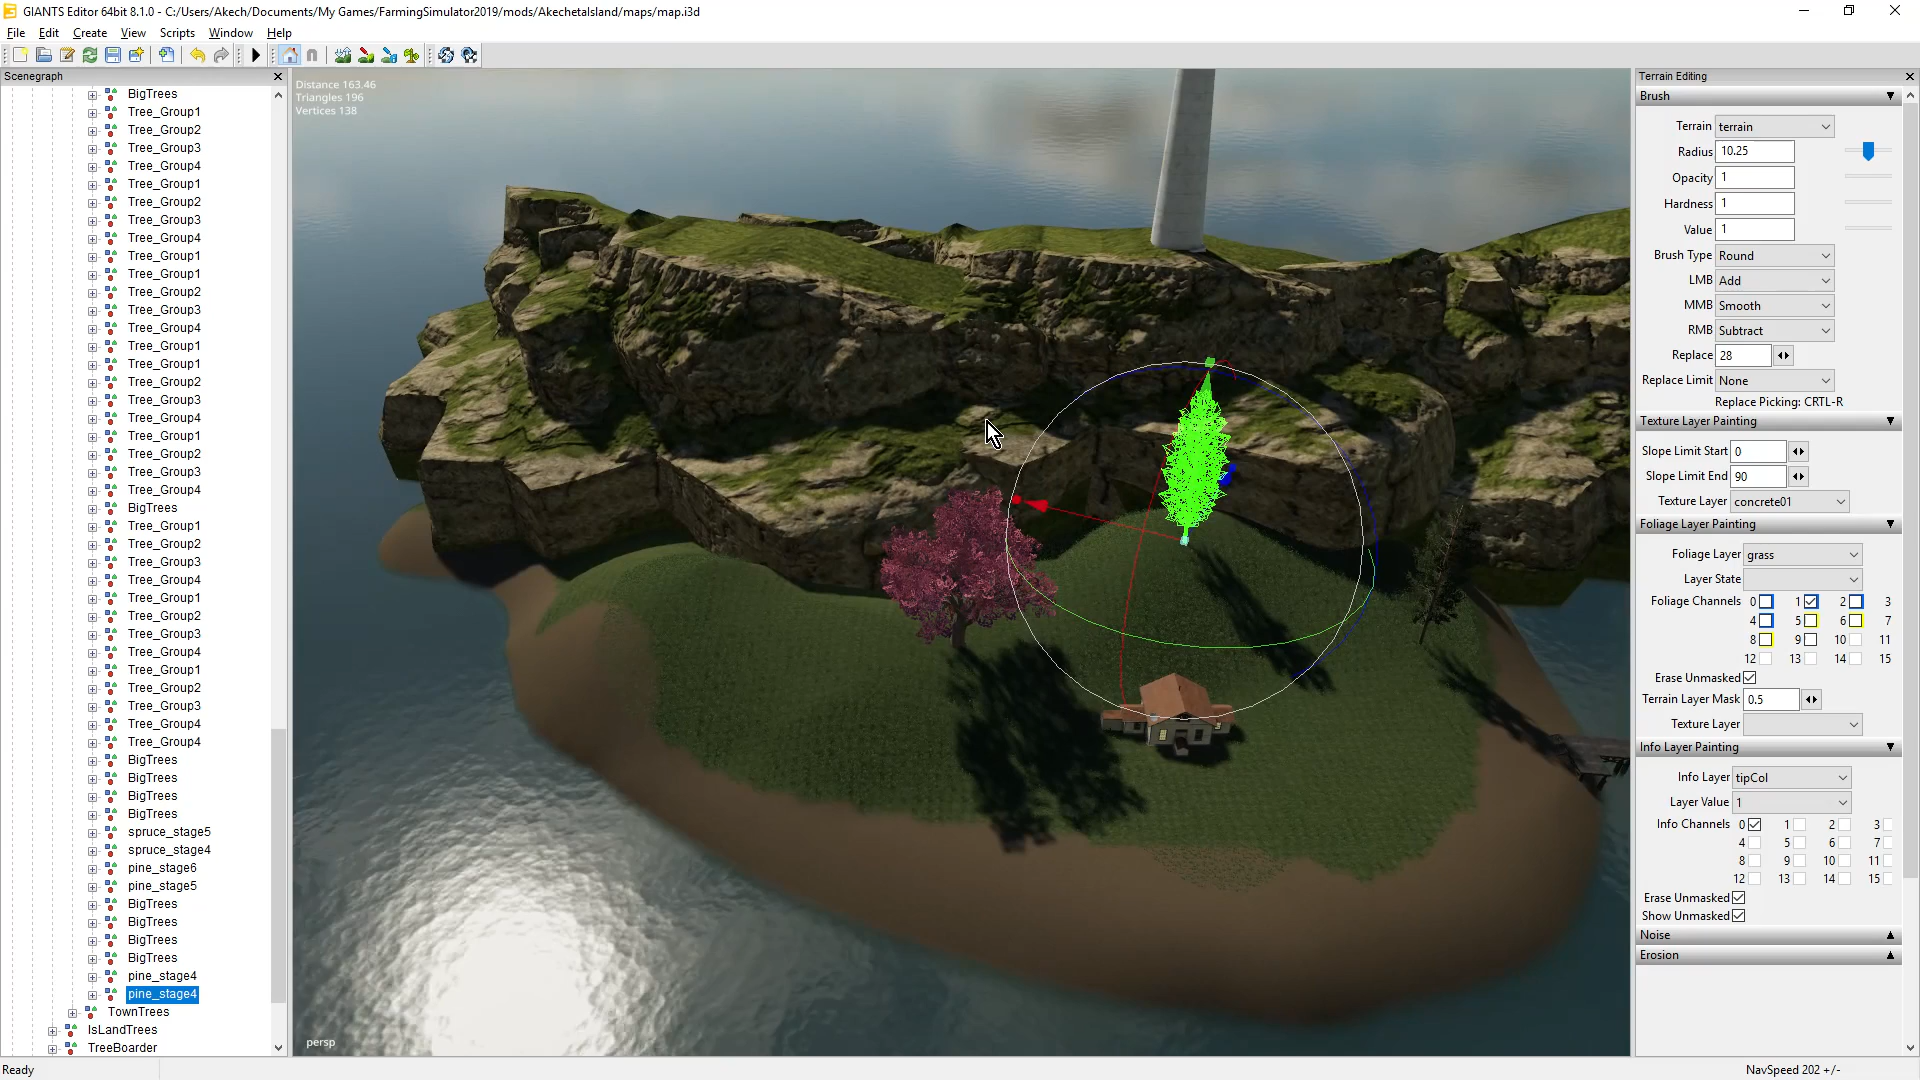 GIANTS Editor 64bit 8.1.0 - C:/Users/Akech/Documents/My Games/FarmingSimulator2019/mods/AkechetaIsland/maps/map.i3d
File Edit Create View Scripts Window Help
Scenegraph
BigTrees
Tree_Group1
Tree_Group2
Tree_Group3
Tree_Group4
Tree_Group1
Tree_Group2
Tree_Group3
Tree_Group4
Tree_Group1
Tree_Group1
Tree_Group2
Tree_Group3
Tree_Group4
Tree_Group1
Tree_Group1
Tree_Group2
Tree_Group3
Tree_Group4
Tree_Group1
Tree_Group2
Tree_Group3
Tree_Group4
BigTrees
Tree_Group1
Tree_Group2
Tree_Group3
Tree_Group4
Tree_Group1
Tree_Group2
Tree_Group3
Tree_Group4
Tree_Group1
Tree_Group2
Tree_Group3
Tree_Group4
Tree_Group4
BigTrees
BigTrees
BigTrees
BigTrees
spruce_stage5
spruce_stage4
pine_stage6
pine_stage5
BigTrees
BigTrees
BigTrees
BigTrees
pine_stage4
pine_stage4
TownTrees
IsLandTrees
TreeBoarder
Distance 163.46
Triangles 196
Vertices 138
persp
Terrain Editing
Brush
Terrain terrain
Radius 10.25
Opacity 1
Hardness 1
Value 1
Brush Type Round
LMB Add
MMB Smooth
RMB Subtract
Replace 28
Replace Limit None
Replace Picking: CRTL-R
Texture Layer Painting
Slope Limit Start 0
Slope Limit End 90
Texture Layer concrete01
Foliage Layer Painting
Foliage Layer grass
Layer State
Foliage Channels 0 1 2 3
4 5 6 7
8 9 10 11
12 13 14 15
Erase Unmasked
Terrain Layer Mask 0.5
Texture Layer
Info Layer Painting
Info Layer tipCol
Layer Value 1
Info Channels 0 1 2 3
4 5 6 7
8 9 10 11
12 13 14 15
Erase Unmasked
Show Unmasked
Noise
Erosion
Ready
NavSpeed 202 +/-